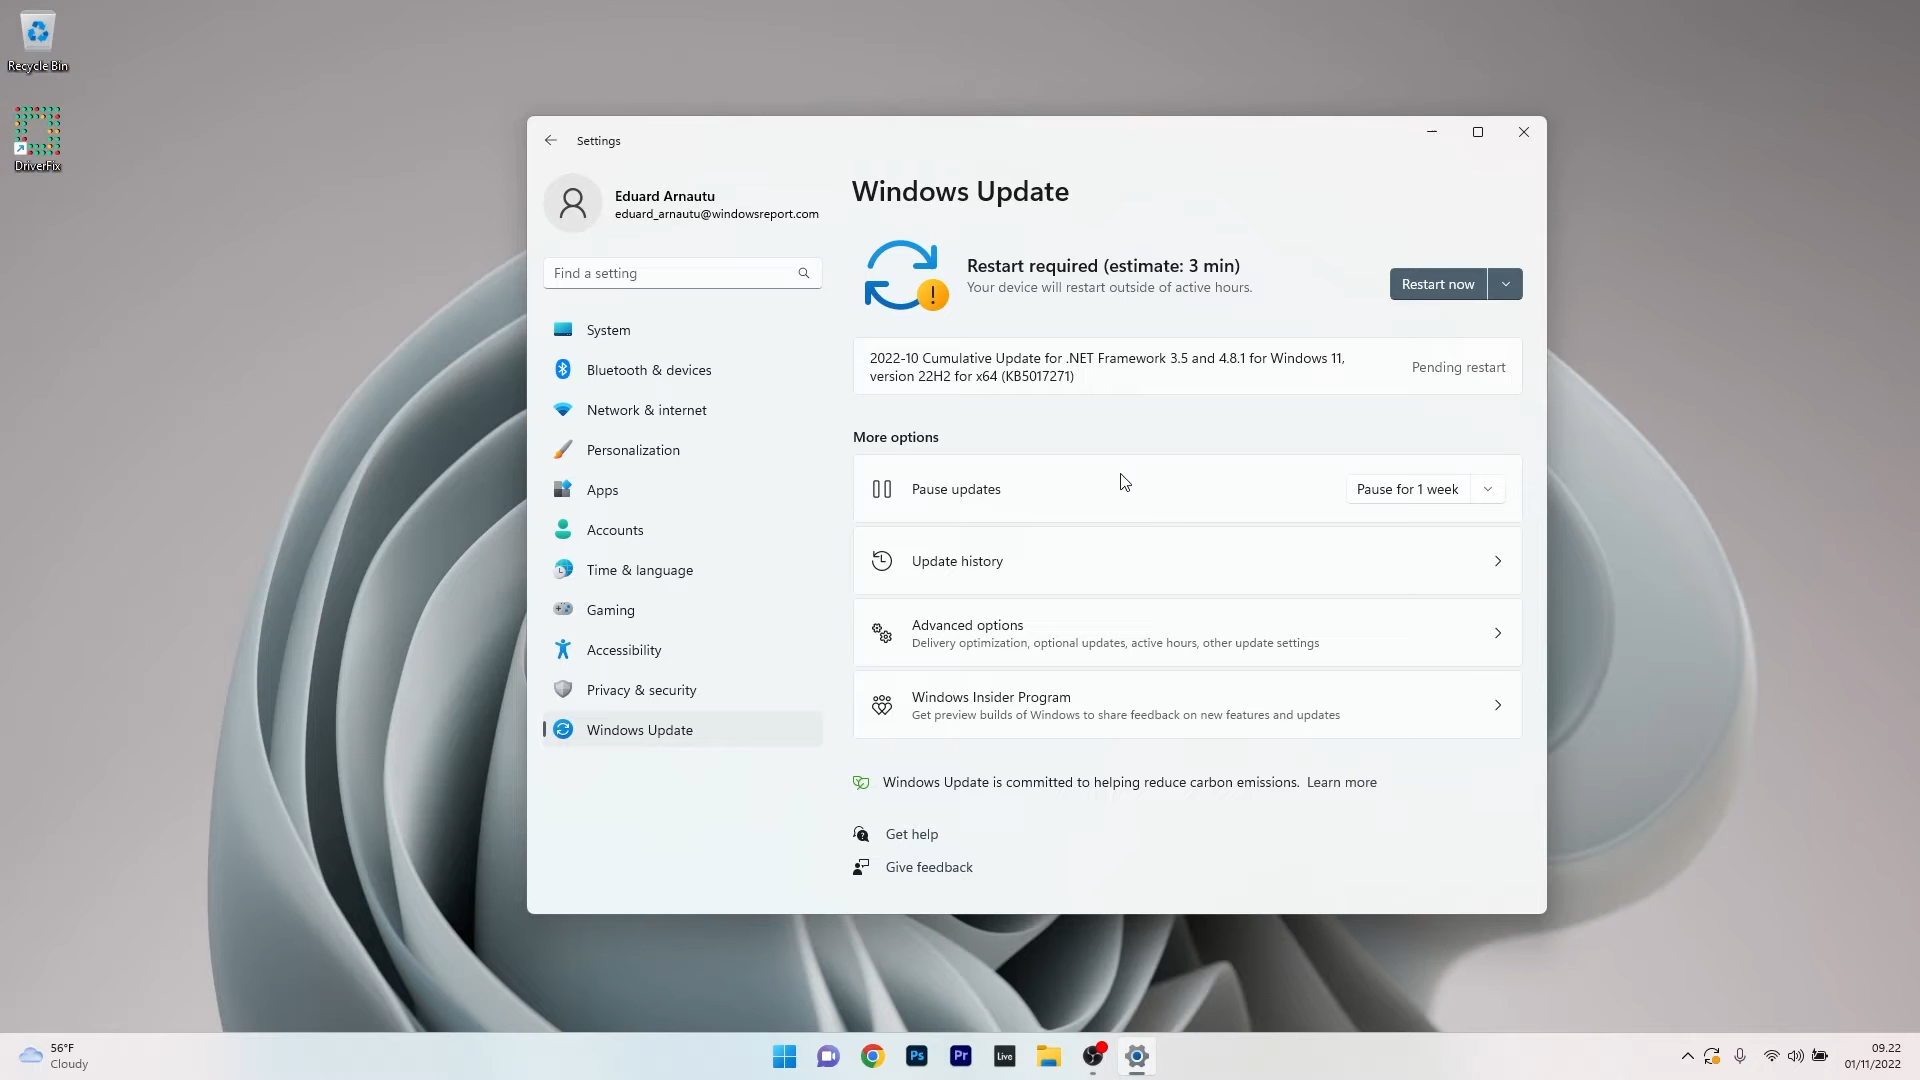 Recycle Bin
DriverFix
Settings
Eduard Arnautu
eduard_arnautu@windowsreport.com
Find a setting
System
Bluetooth & devices
Network & internet
Personalization
Apps
Accounts
Time & language
Gaming
Accessibility
Privacy & security
Windows Update
Windows Update
Restart required (estimate: 3 min)
Your device will restart outside of active hours.
Restart now
2022-10 Cumulative Update for .NET Framework 3.5 and 4.8.1 for Windows 11,
version 22H2 for x64 (KB5017271)
Pending restart
More options
Pause updates
Pause for 1 week
Update history
Advanced options
Delivery optimization, optional updates, active hours, other update settings
Windows Insider Program
Get preview builds of Windows to share feedback on new features and updates
Windows Update is committed to helping reduce carbon emissions. Learn more
Get help
Give feedback
56°F
Cloudy
Ps
Pr
Live
09.22
01/11/2022